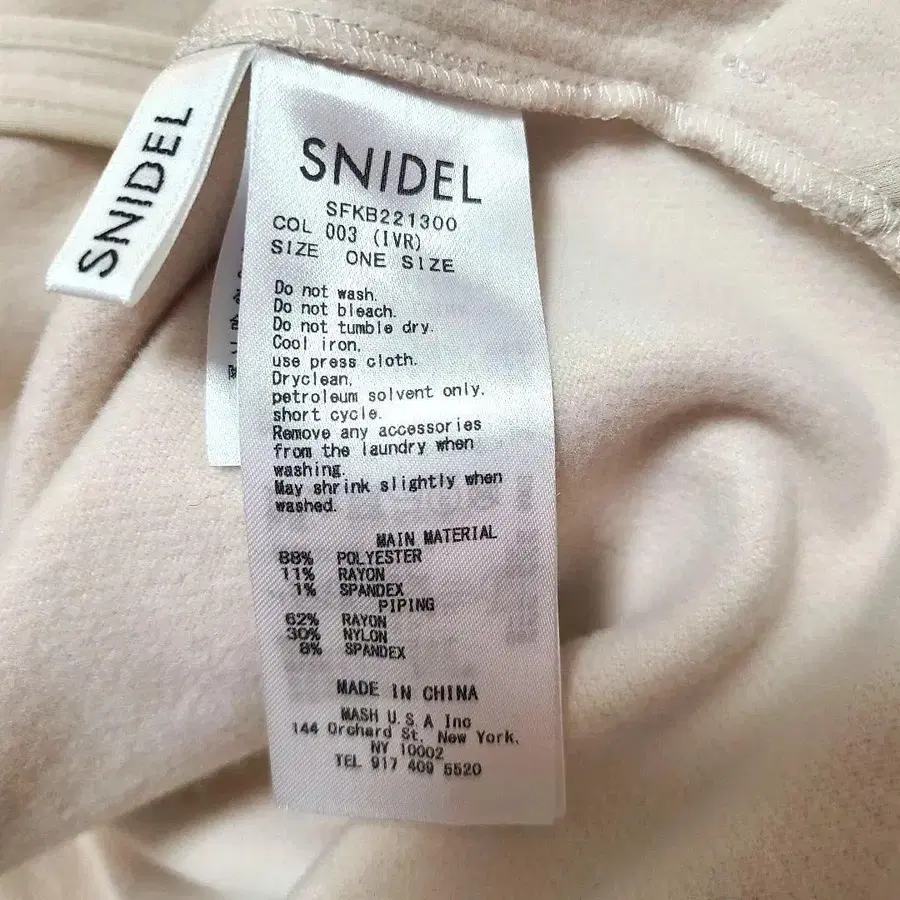 SNIDEL
SNIDEL
SFKB221300
COL 003 (IVR)
SIZE ONE SIZE
Do not wash.
Do not bleach.
Do not tumble dry.
Cool iron,
use press cloth.
Dryclean,
petroleum solvent only.
short cycle.
Remove any accessories
from the laundry when
washing.
May shrink slightly when
washed.
MAIN MATERIAL
88% POLYESTER
11% RAYON
1% SPANDEX
PIPING
62% RAYON
30% NYLON
8% SPANDEX
MADE IN CHINA
MASH U.S.A Inc
144 Orchard St. New York.
NY 10002
TEL 917 409 5520